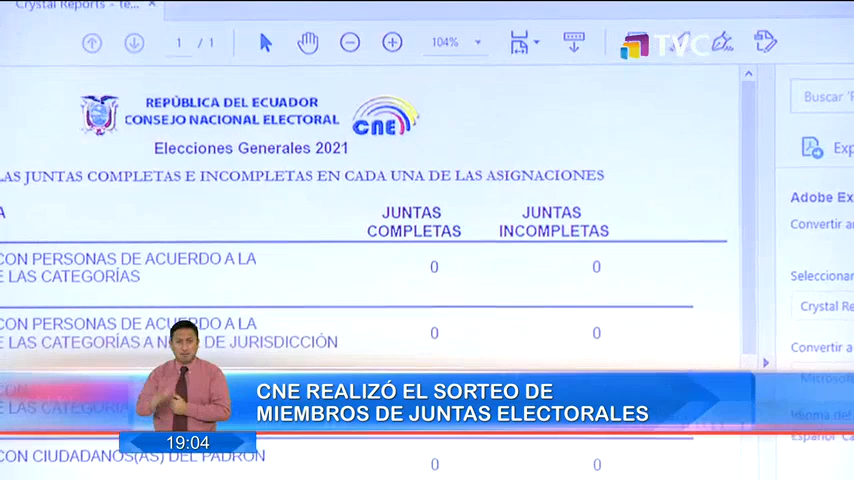 Crystal Reports - te...
1 / 1
104%
TVC
REPÚBLICA DEL ECUADOR
CONSEJO NACIONAL ELECTORAL
CNE
Elecciones Generales 2021
LAS JUNTAS COMPLETAS E INCOMPLETAS EN CADA UNA DE LAS ASIGNACIONES
A
JUNTAS COMPLETAS
JUNTAS INCOMPLETAS
CON PERSONAS DE ACUERDO A LA
E LAS CATEGORÍAS
0
0
CON PERSONAS DE ACUERDO A LA
E LAS CATEGORÍAS A N DE JURISDICCIÓN
0
0
CON
E LAS CATEGORÍA
CON CIUDADANOS(AS) DEL PADRÓN
0
0
Buscar
Exp
Adobe Ex
Convertir ar
Seleccionar
Crystal Re
Convertir a
Microsoft
Idioma del
Español
CNE REALIZÓ EL SORTEO DE
MIEMBROS DE JUNTAS ELECTORALES
19:04